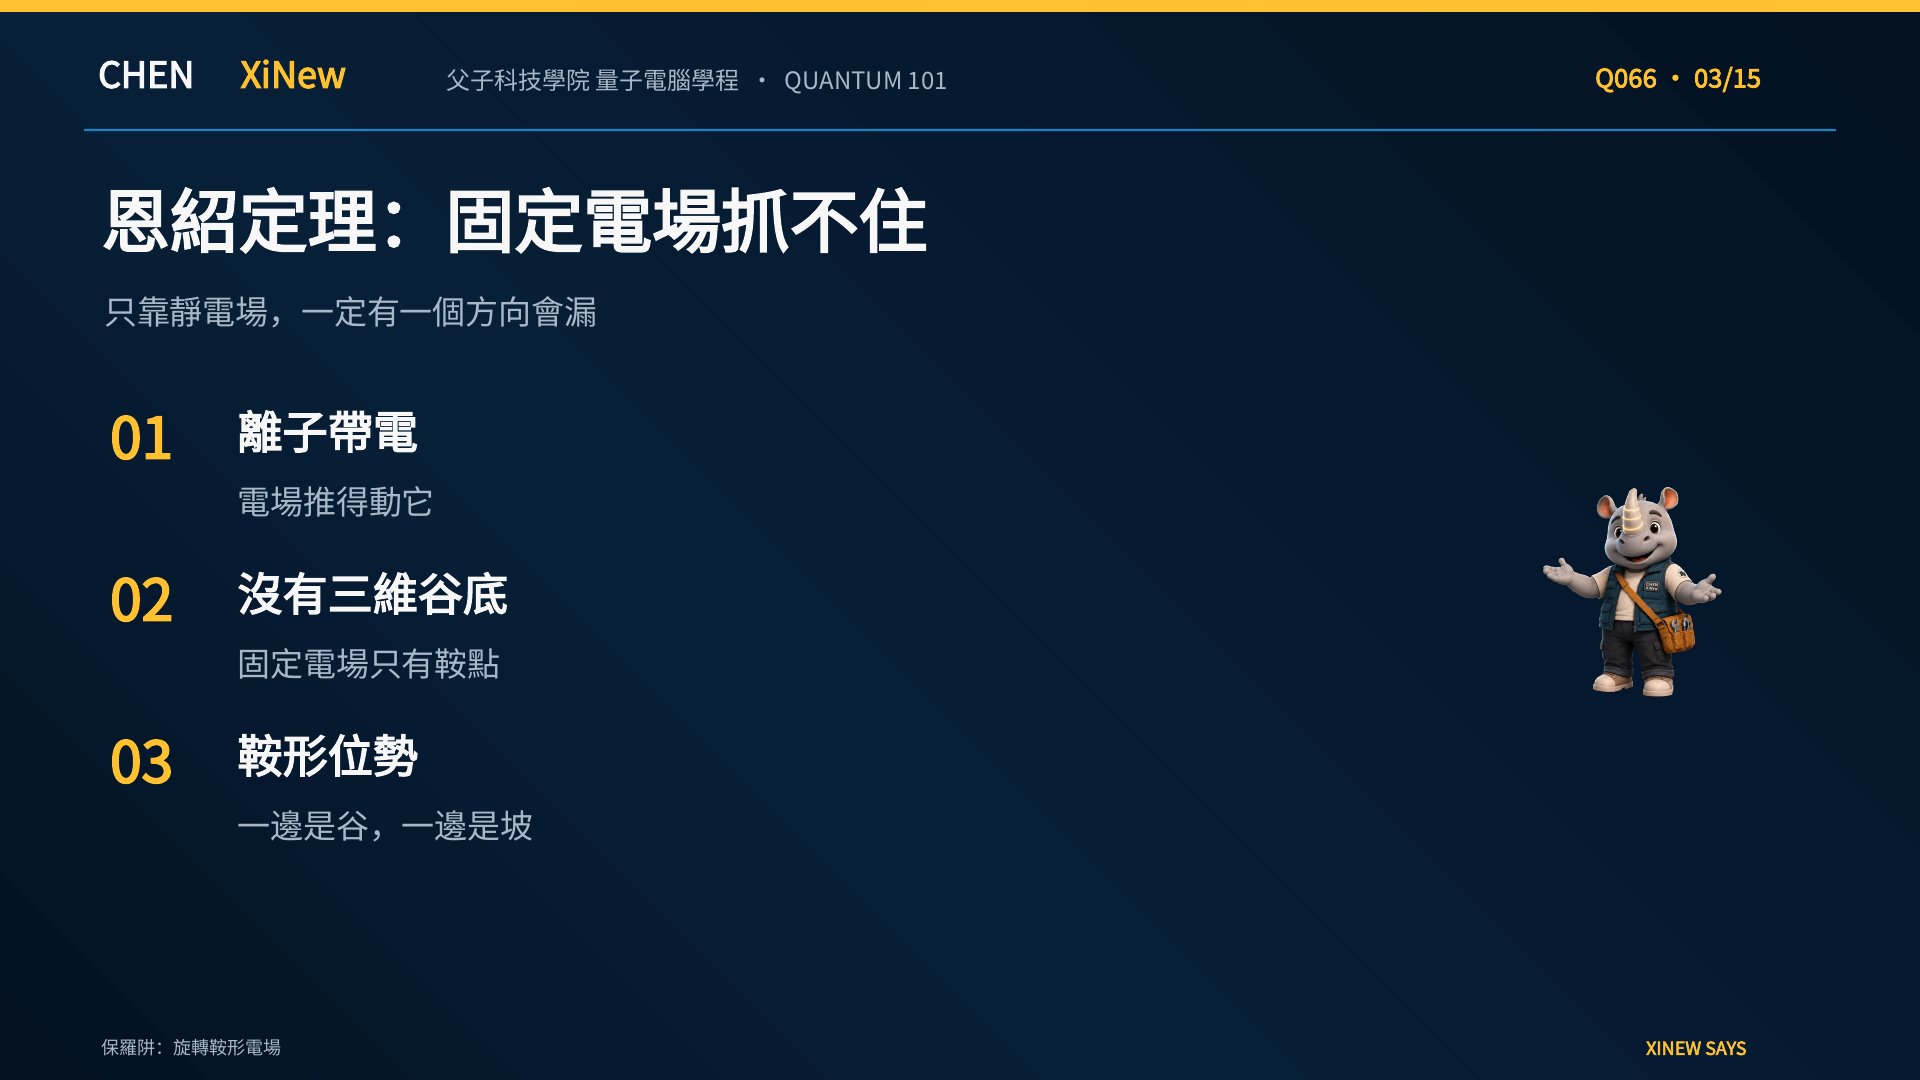 CHEN XiNew 父子科技學院 量子電腦學程 · QUANTUM 101 Q066 · 03/15
恩紹定理：固定電場抓不住
只靠靜電場，一定有一個方向會漏
01 離子帶電
電場推得動它
02 沒有三維谷底
固定電場只有鞍點
03 鞍形位勢
一邊是谷，一邊是坡
保羅阱：旋轉鞍形電場 XINEW SAYS